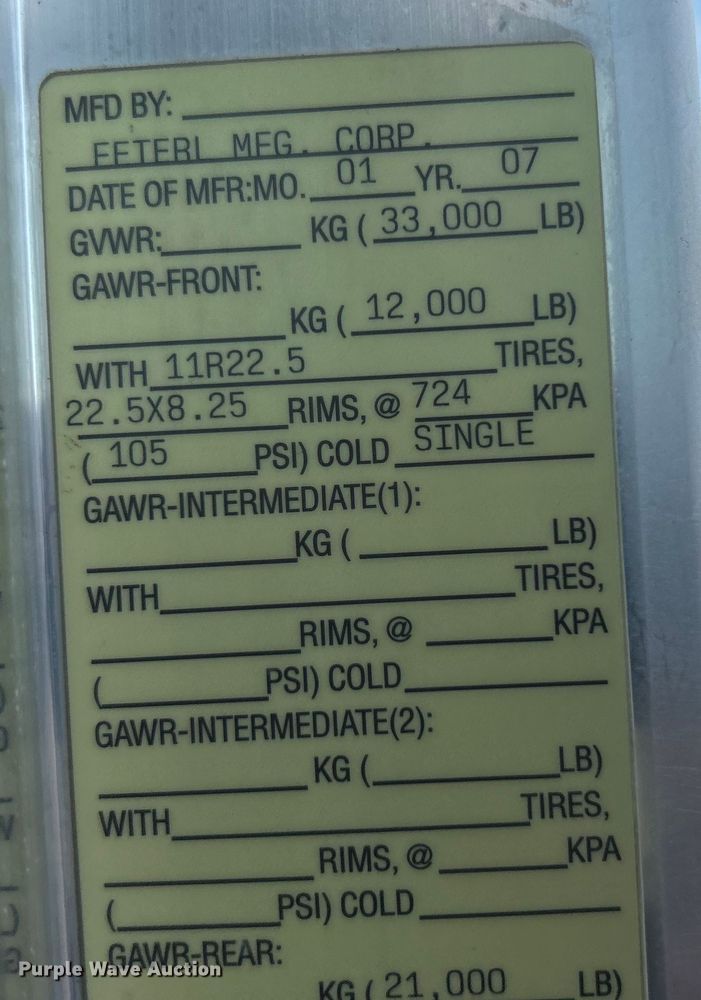 MFD BY:
FETERL MFG. CORP.
DATE OF MFR:MO. 01 YR. 07
GVWR: KG ( 33,000 LB)
GAWR-FRONT:
KG ( 12,000 LB)
WITH 11R22.5 TIRES,
22.5X8.25 RIMS, @ 724 KPA
( 105 PSI) COLD SINGLE
GAWR-INTERMEDIATE(1):
KG ( LB)
WITH TIRES,
RIMS, @ KPA
( PSI) COLD
GAWR-INTERMEDIATE(2):
KG ( LB)
WITH TIRES,
RIMS, @ KPA
( PSI) COLD
GAWR-REAR:
KG ( 21,000 LB)
Purple Wave Auction